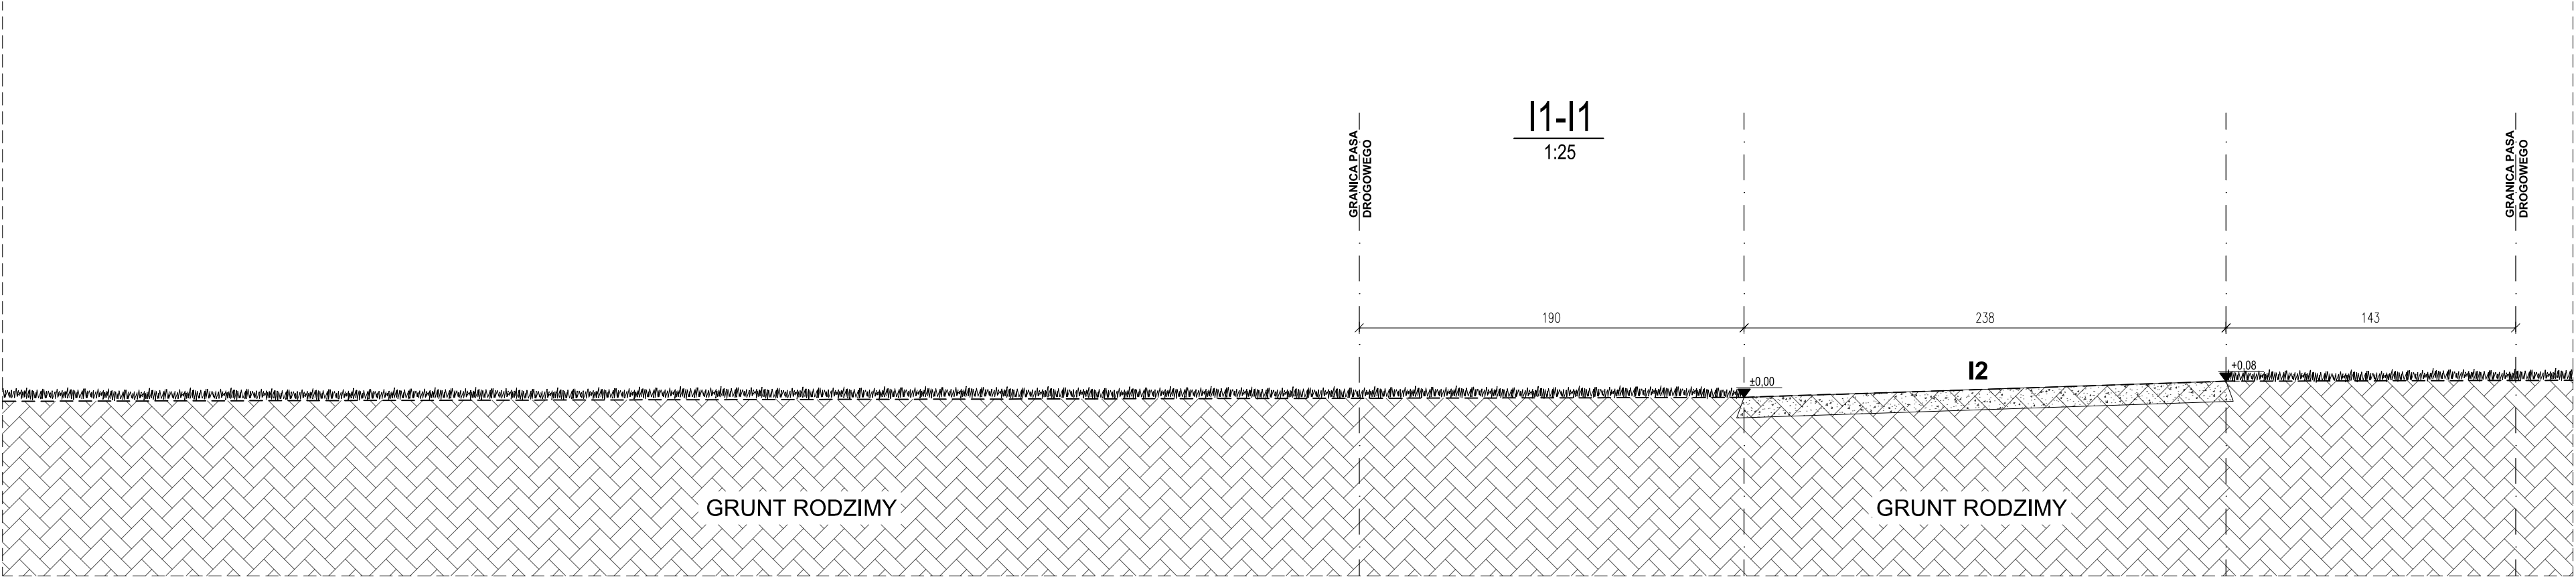 I1-I1
1:25
GRANICA PASA
DROGOWEGO
GRANICA PASA
DROGOWEGO
190
238
143
I2
±0,00
+0,08
GRUNT RODZIMY
GRUNT RODZIMY